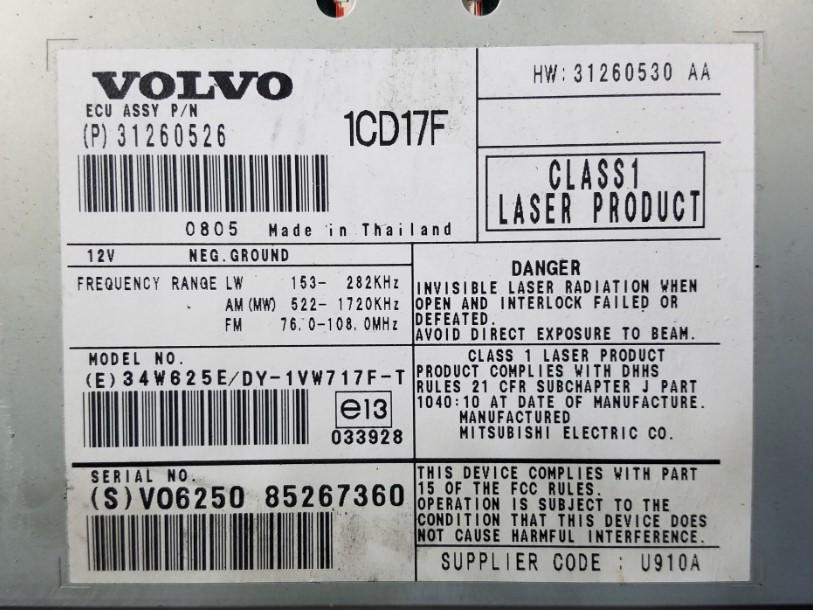 VOLVO
ECU ASSY P/N
(P) 31260526
1CD17F
0805 Made in Thailand
HW: 31260530 AA
CLASS1
LASER PRODUCT
12V NEG. GROUND
FREQUENCY RANGE LW 153- 282KHz
AM (MW) 522- 1720KHz
FM 76.0-108.0MHz
DANGER
INVISIBLE LASER RADIATION WHEN
OPEN AND INTERLOCK FAILED OR
DEFEATED.
AVOID DIRECT EXPOSURE TO BEAM.
MODEL NO.
(E) 34W625E/DY-1VW717F-T
e13
033928
CLASS 1 LASER PRODUCT
PRODUCT COMPLIES WITH DHHS
RULES 21 CFR SUBCHAPTER J PART
1040:10 AT DATE OF MANUFACTURE.
MANUFACTURED
MITSUBISHI ELECTRIC CO.
SERIAL NO.
(S) V06250 85267360
THIS DEVICE COMPLIES WITH PART
15 OF THE FCC RULES.
OPERATION IS SUBJECT TO THE
CONDITION THAT THIS DEVICE DOES
NOT CAUSE HARMFUL INTERFERENCE.
SUPPLIER CODE : U910A